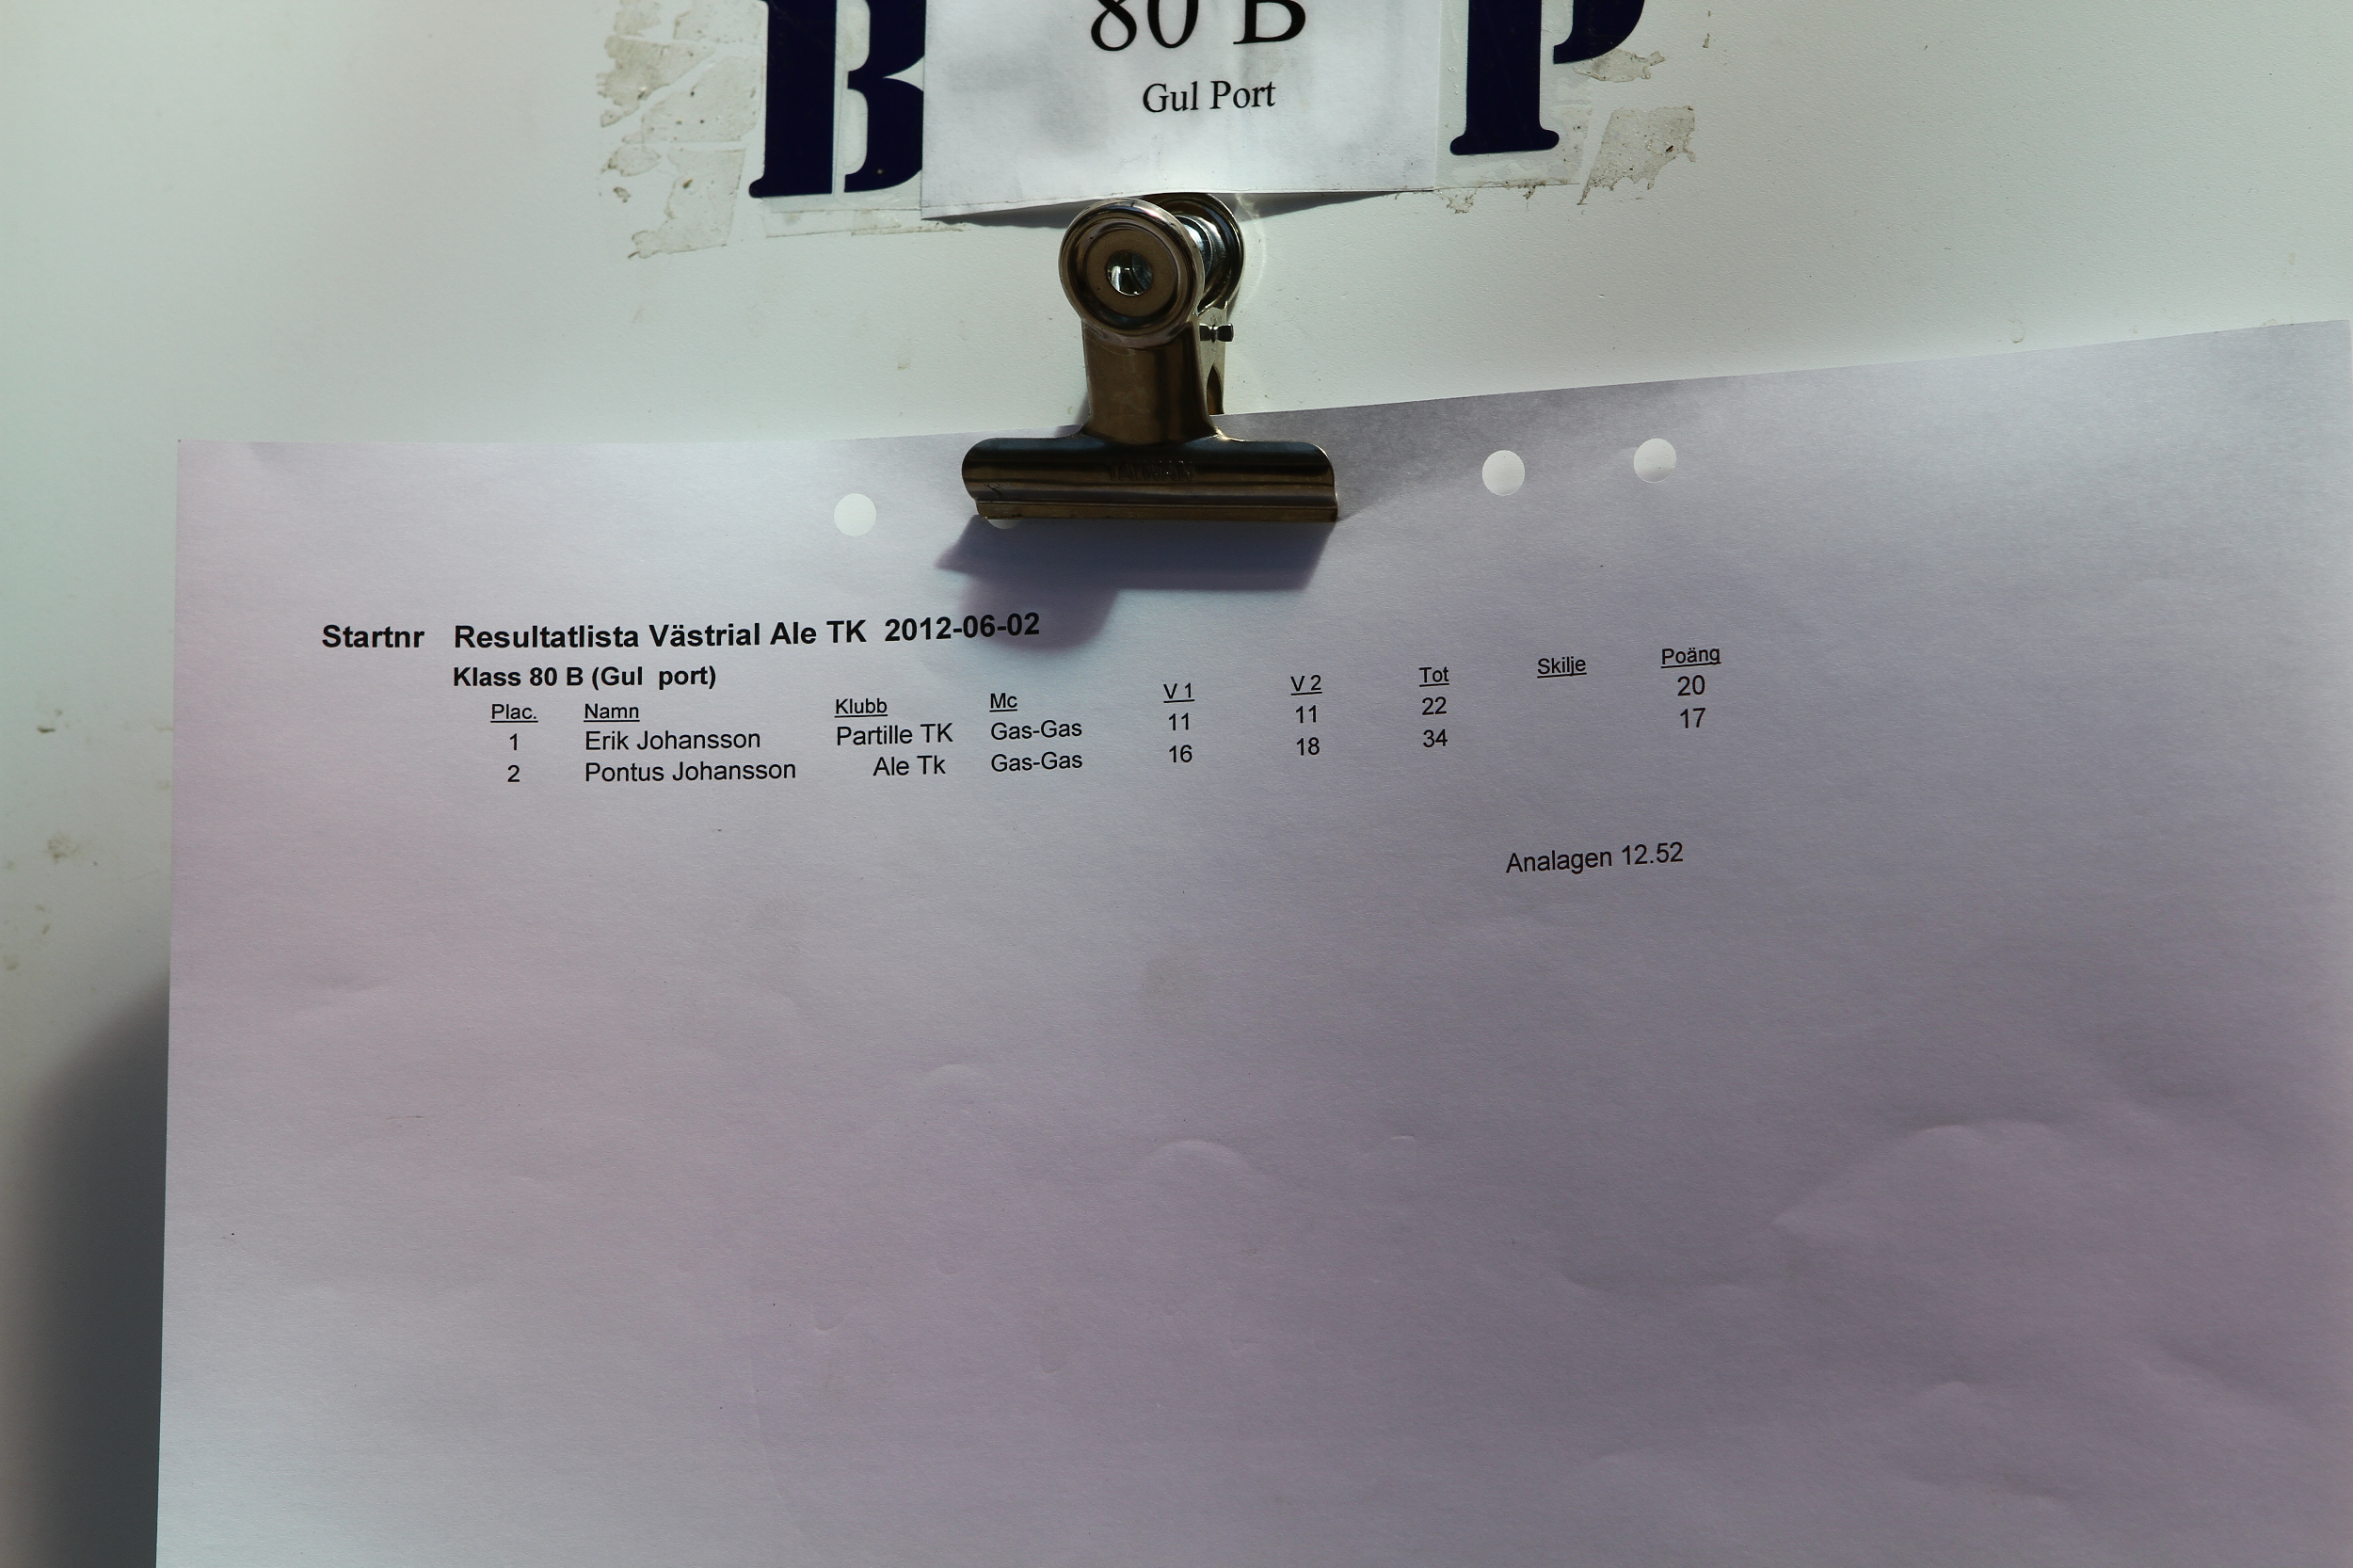 B P
80 B
Gul Port
Startnr Resultatlista Västrial Ale TK 2012-06-02
Klass 80 B (Gul port)
Plac. Namn Klubb Mc V 1 V 2 Tot Skilje Poäng
1 Erik Johansson Partille TK Gas-Gas 11 11 22 20
2 Pontus Johansson Ale Tk Gas-Gas 16 18 34 17
Analagen 12.52